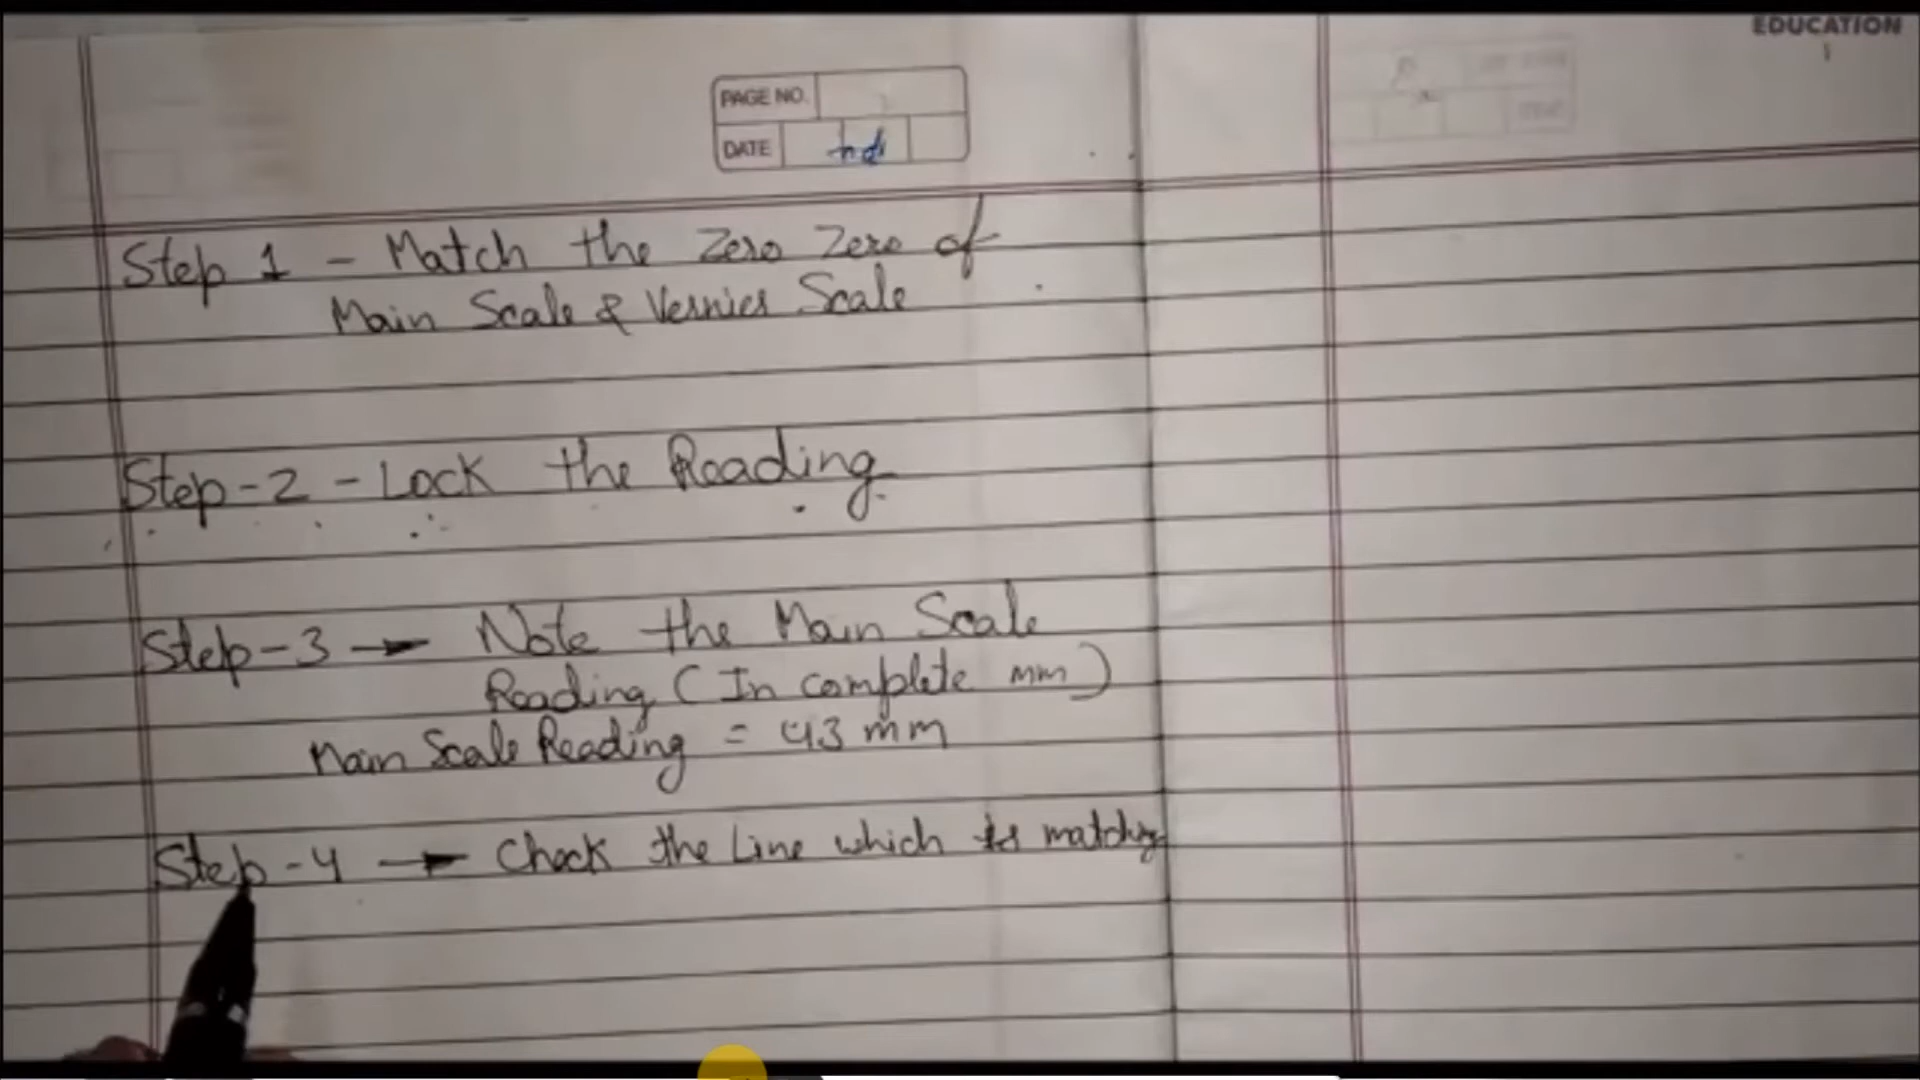 EDUCATION
PAGE NO.
DATE
Step 1 - Match the Zero Zero of
Main Scale & Vernier Scale
Step-2 - Lock the Reading
Step-3 → Note the Main Scale
Reading (In complete mm)
Main Scale Reading = 43 mm
Step-4 → Check the Line which is matching